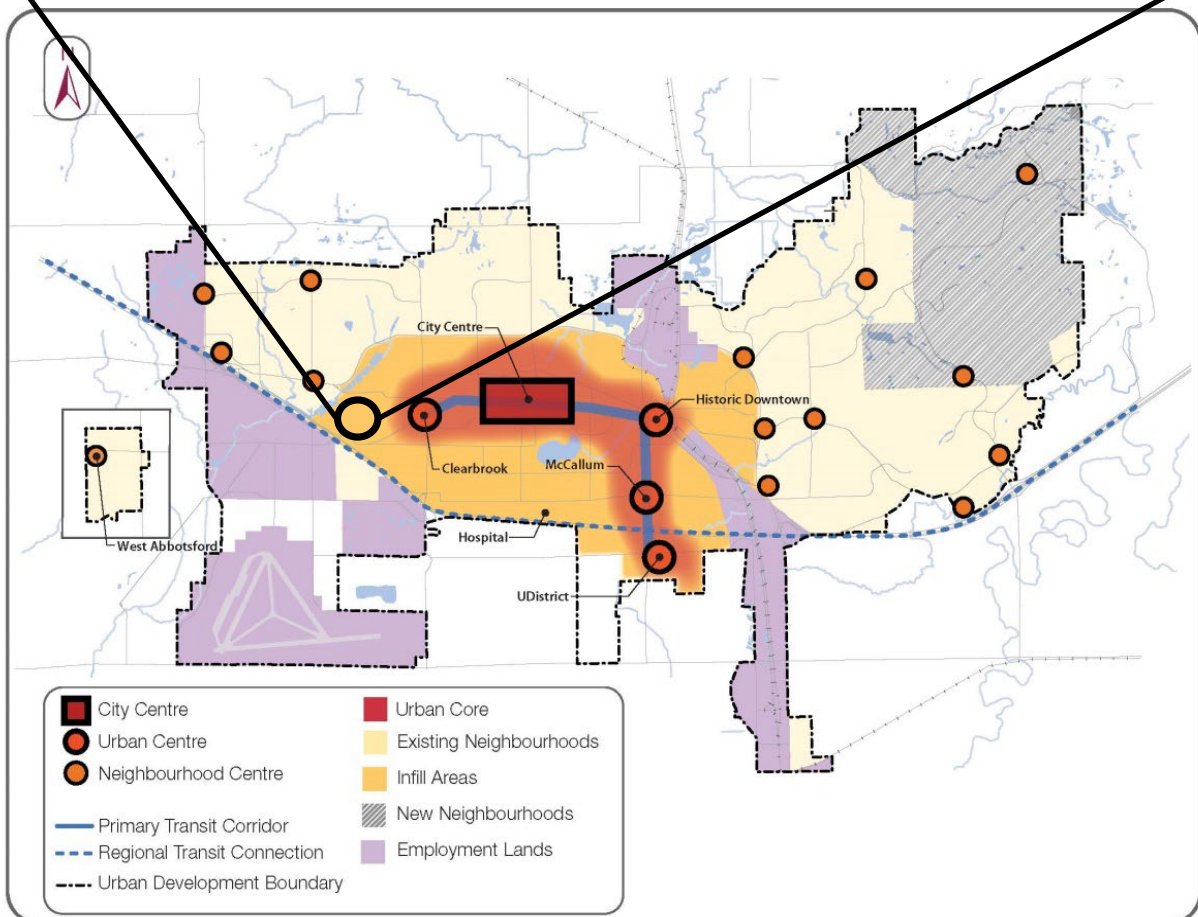 N
City Centre
Historic Downtown
Clearbrook
McCallum
Hospital
West Abbotsford
UDistrict
City Centre
Urban Centre
Neighbourhood Centre
Primary Transit Corridor
Regional Transit Connection
Urban Development Boundary
Urban Core
Existing Neighbourhoods
Infill Areas
New Neighbourhoods
Employment Lands